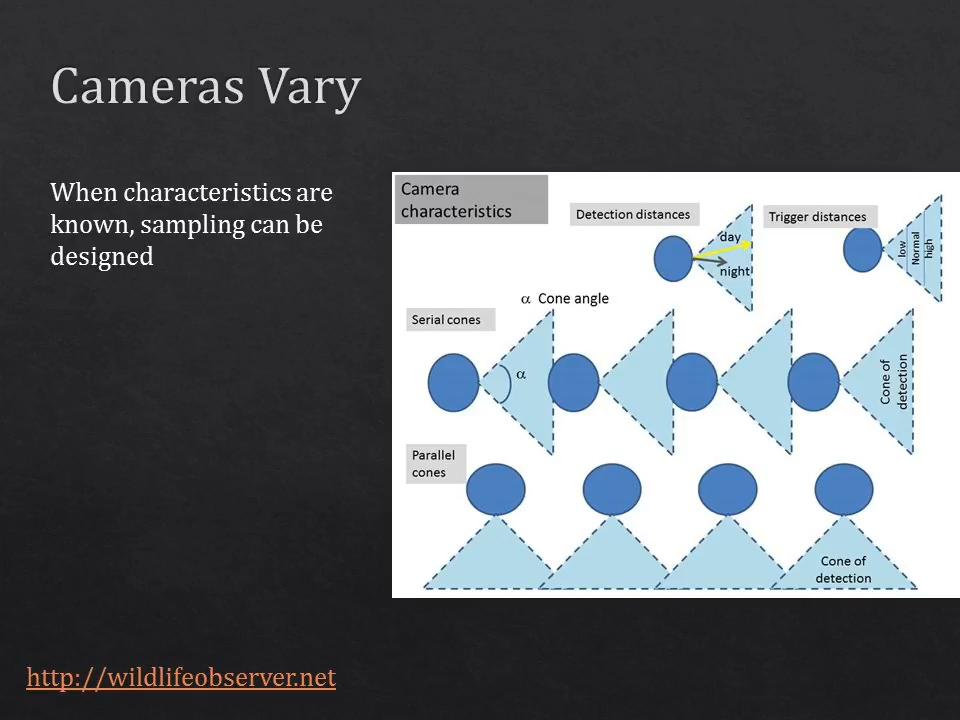 Cameras Vary
When characteristics are
known, sampling can be
designed
Camera
characteristics
Detection distances
Trigger distances
day
night
low
Normal
high
α Cone angle
Serial cones
α
Cone of
detection
Parallel
cones
Cone of
detection
http://wildlifeobserver.net